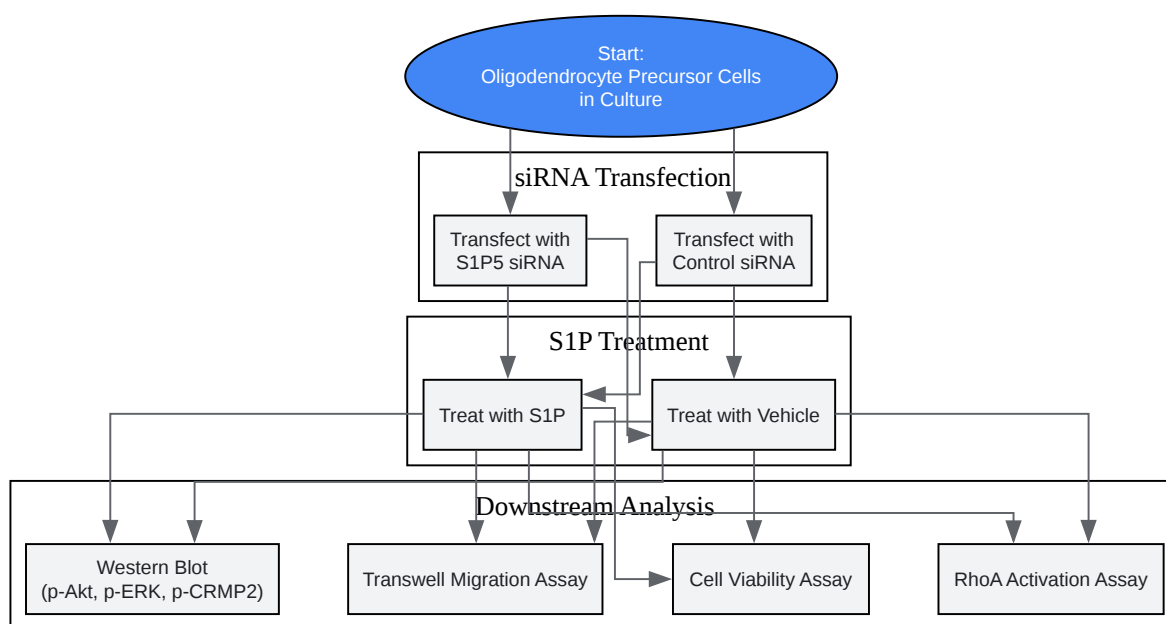 Start:
Oligodendrocyte Precursor Cells
in Culture
siRNA Transfection
Transfect with
S1P5 siRNA
Transfect with
Control siRNA
S1P Treatment
Treat with S1P
Treat with Vehicle
Downstream Analysis
Western Blot
(p-Akt, p-ERK, p-CRMP2)
Transwell Migration Assay
Cell Viability Assay
RhoA Activation Assay